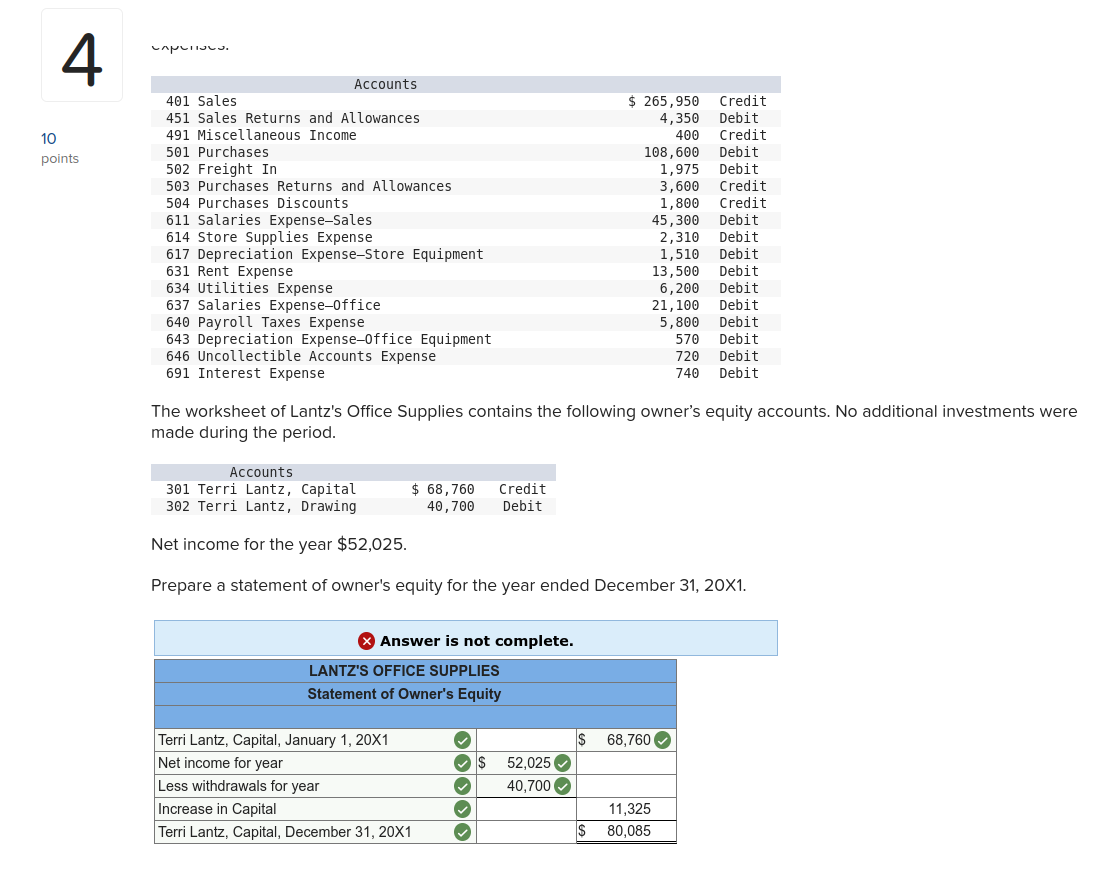 4
expenses.
10
points
Accounts
401 Sales $ 265,950 Credit
451 Sales Returns and Allowances 4,350 Debit
491 Miscellaneous Income 400 Credit
501 Purchases 108,600 Debit
502 Freight In 1,975 Debit
503 Purchases Returns and Allowances 3,600 Credit
504 Purchases Discounts 1,800 Credit
611 Salaries Expense—Sales 45,300 Debit
614 Store Supplies Expense 2,310 Debit
617 Depreciation Expense—Store Equipment 1,510 Debit
631 Rent Expense 13,500 Debit
634 Utilities Expense 6,200 Debit
637 Salaries Expense—Office 21,100 Debit
640 Payroll Taxes Expense 5,800 Debit
643 Depreciation Expense—Office Equipment 570 Debit
646 Uncollectible Accounts Expense 720 Debit
691 Interest Expense 740 Debit
The worksheet of Lantz's Office Supplies contains the following owner’s equity accounts. No additional investments were
made during the period.
Accounts
301 Terri Lantz, Capital $ 68,760 Credit
302 Terri Lantz, Drawing 40,700 Debit
Net income for the year $52,025.
Prepare a statement of owner's equity for the year ended December 31, 20X1.
Answer is not complete.
LANTZ'S OFFICE SUPPLIES
Statement of Owner's Equity
Terri Lantz, Capital, January 1, 20X1 $ 68,760
Net income for year $ 52,025
Less withdrawals for year 40,700
Increase in Capital 11,325
Terri Lantz, Capital, December 31, 20X1 $ 80,085